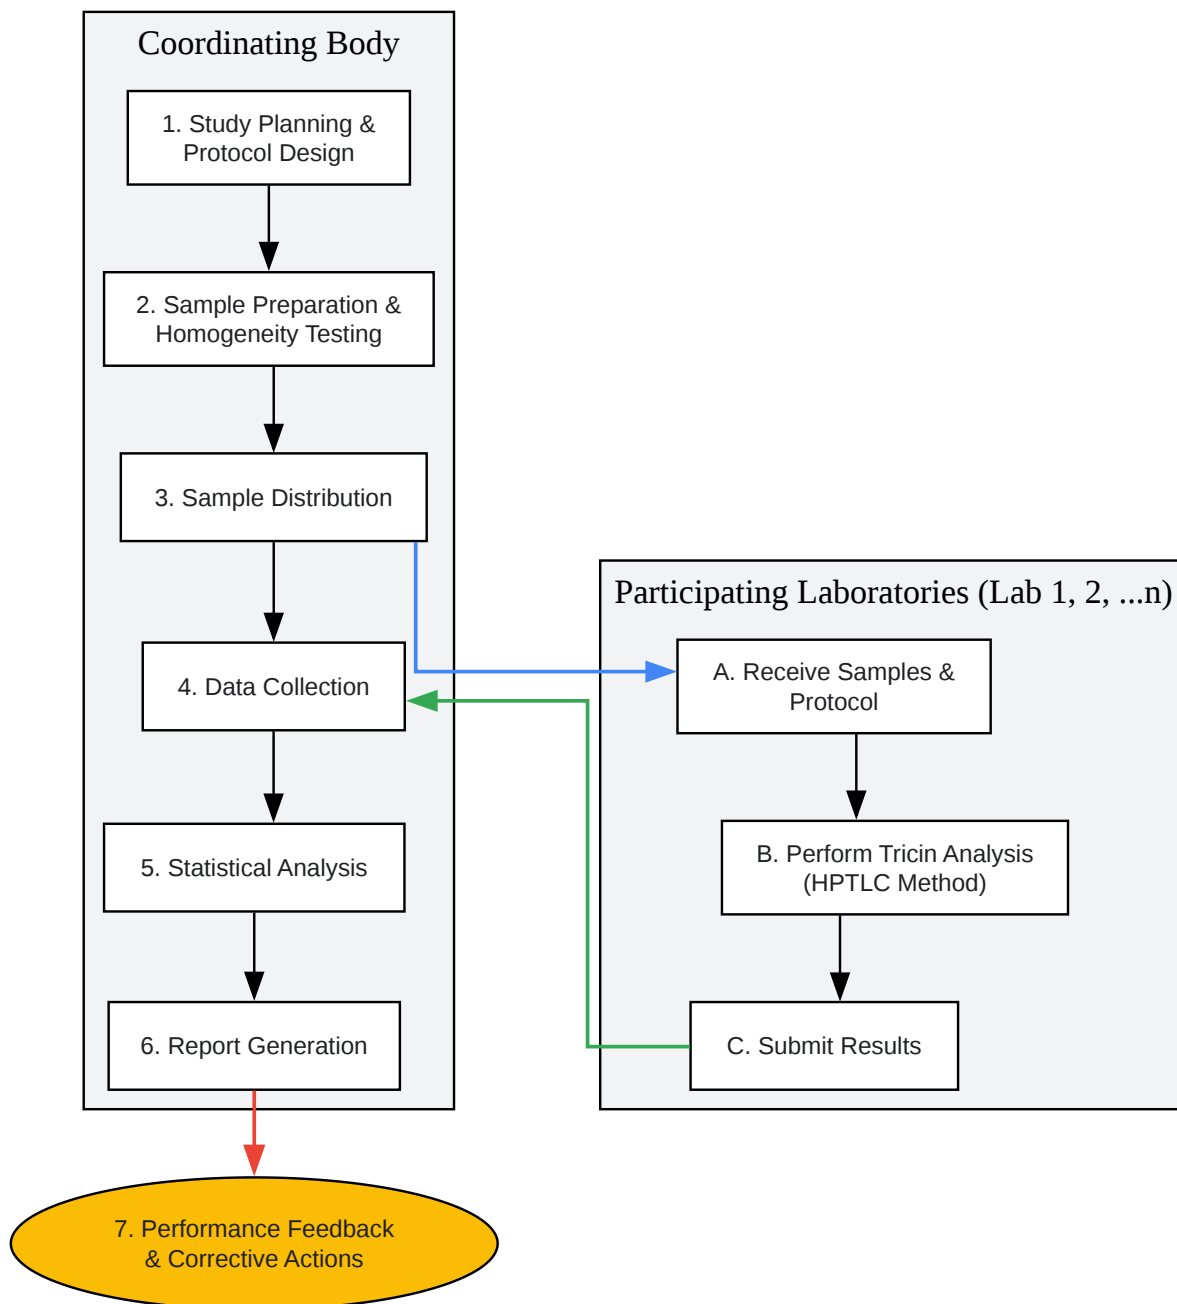 Coordinating Body
1. Study Planning &
Protocol Design
2. Sample Preparation &
Homogeneity Testing
3. Sample Distribution
4. Data Collection
5. Statistical Analysis
6. Report Generation
7. Performance Feedback
& Corrective Actions
Participating Laboratories (Lab 1, 2, ...n)
A. Receive Samples &
Protocol
B. Perform Tricin Analysis
(HPTLC Method)
C. Submit Results